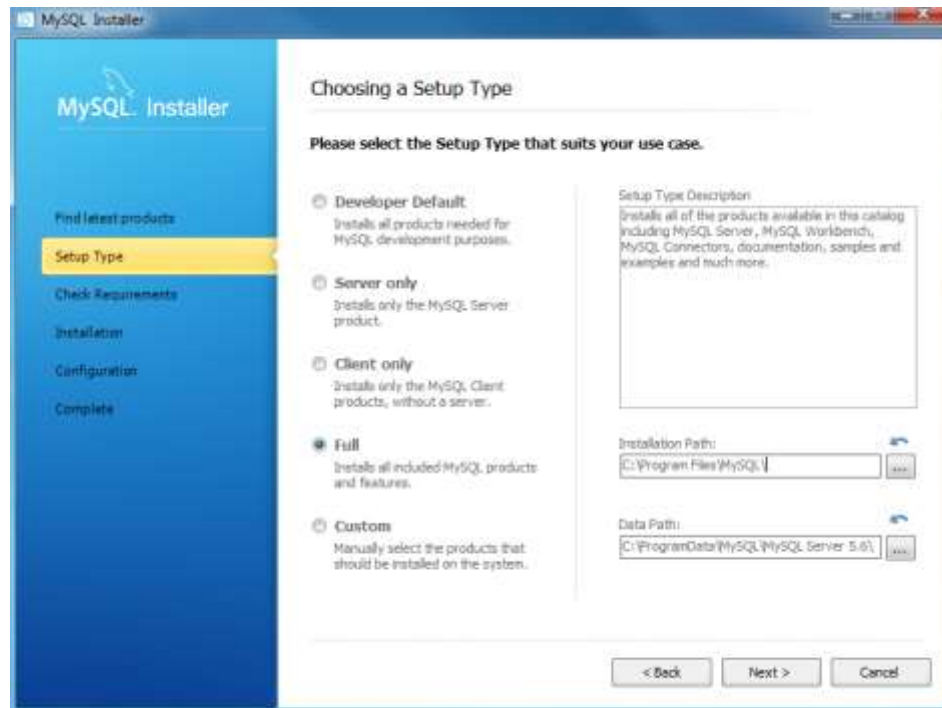 MySQL Installer
MySQL. Installer
Choosing a Setup Type
Please select the Setup Type that suits your use case.
Find latest products
Setup Type
Check Requirements
Installation
Configuration
Complete
Developer Default
Installs all products needed for
MySQL development purposes.
Server only
Installs only the MySQL Server
product.
Client only
Installs only the MySQL Client
products, without a server.
Full
Installs all included MySQL products
and features.
Custom
Manually select the products that
should be installed on the system.
Setup Type Description
Installs all of the products available in this catalog
including MySQL Server, MySQL Workbench,
MySQL Connectors, documentation, samples and
examples and much more.
Installation Path:
C:\Program Files\MySQL\
...
Data Path:
C:\ProgramData\MySQL\MySQL Server 5.6\
...
< Back
Next >
Cancel